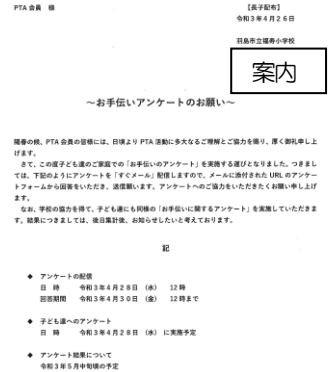 PTA 会員　様
【長子配布】
令和３年４月２６日
羽島市立福寿小学校
案内
～お手伝いアンケートのお願い～
陽春の候、PTA 会員の皆様には、日頃より PTA 活動に多大なるご理解とご協力を賜り、厚く御礼申し上
げます。
さて、この度子ども達のご家庭での「お手伝いのアンケート」を実施する運びとなりました。つきまし
ては、下記のようにアンケートを「すぐメール」配信しますので、メールに添付された URL のアンケー
トフォームから回答をいただき、送信願います。アンケートへのご協力をいただきたくお願い申し上げ
ます。
なお、学校の協力を得て、子ども達にも同様の「お手伝いに関するアンケート」を実施していただきま
す。結果につきましては、後日集計後、お知らせしたいと考えております。
記
◆　アンケートの配信
日　時　　令和３年４月２８日（水）　12 時
回答期間　令和３年４月３０日（金）　12 時まで
◆　子ども達へのアンケート
日　時　　令和３年４月２８日（水）に実施予定
◆　アンケート結果について
令和３年５月中旬頃の予定